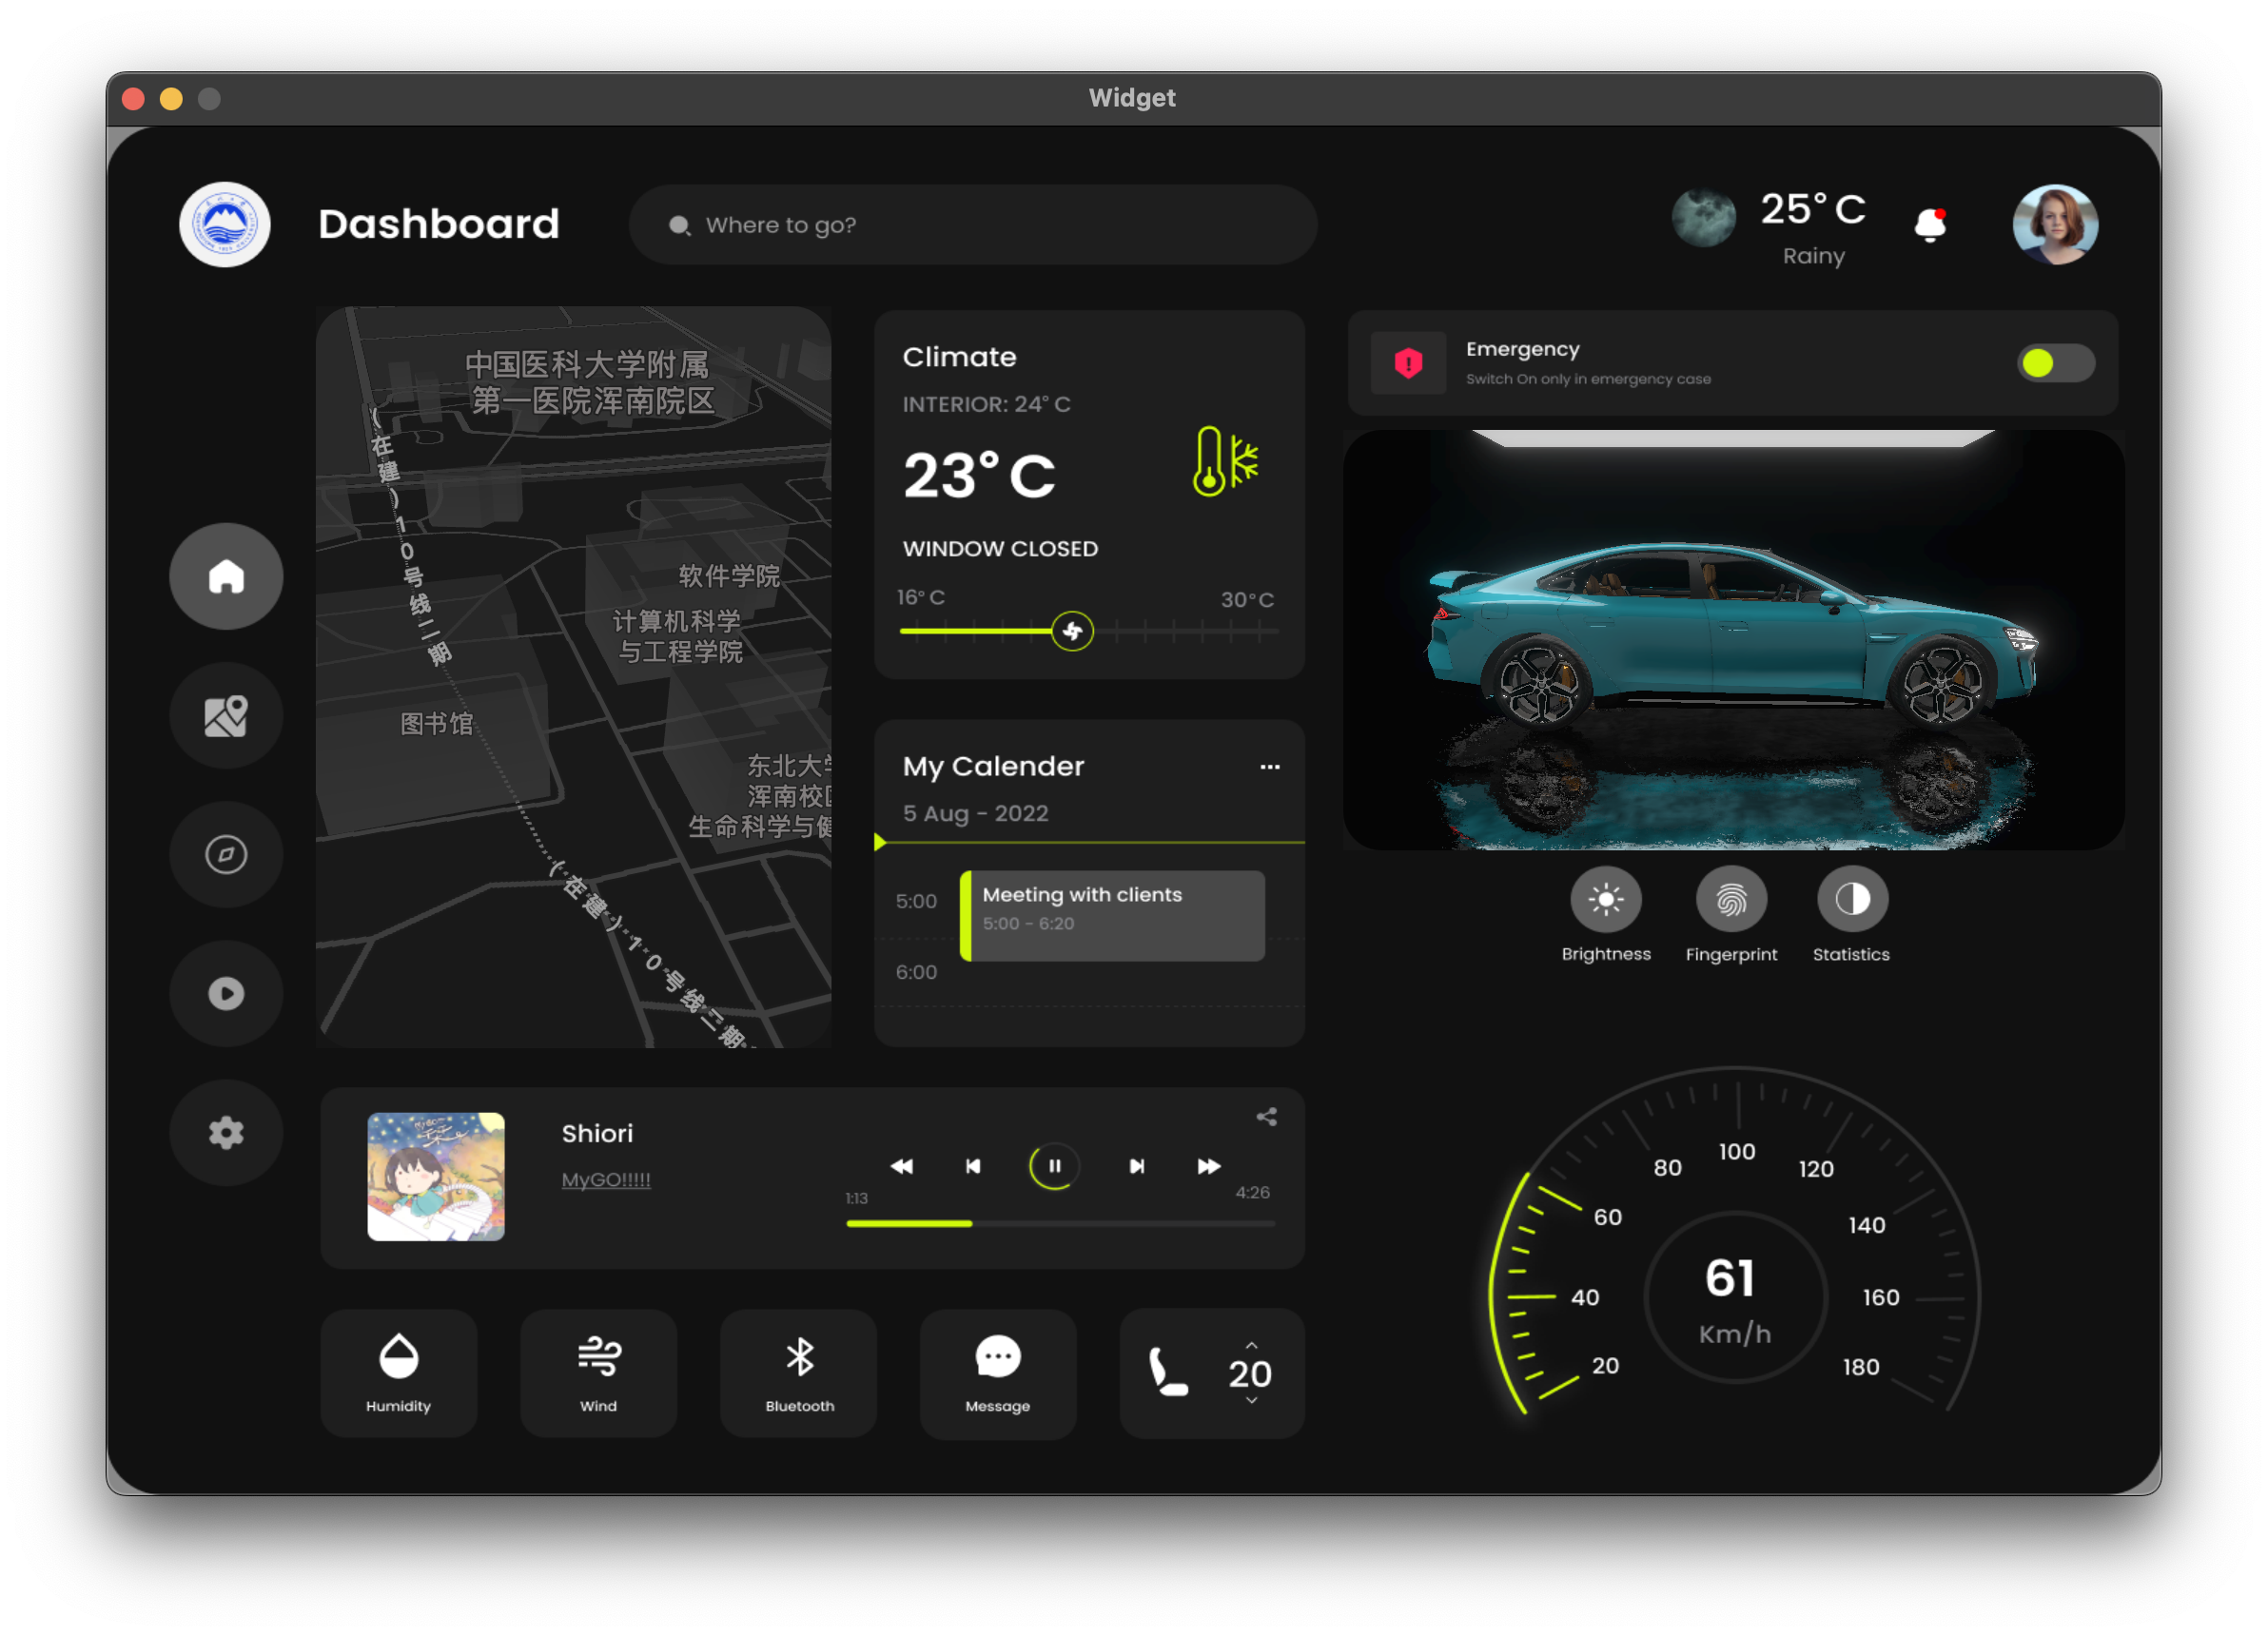 Widget
Dashboard
Where to go?
25° C
Rainy
中国医科大学附属
第一医院浑南院区
(在建)10号线二期
软件学院
计算机科学
与工程学院
图书馆
东北大学
浑南校区
生命科学与健
(在建)10号线二期
Climate
INTERIOR: 24° C
23° C
WINDOW CLOSED
16° C
30° C
My Calender
5 Aug - 2022
5:00
Meeting with clients
5:00 - 6:20
6:00
Emergency
Switch On only in emergency case
Brightness
Fingerprint
Statistics
Shiori
MyGO!!!!!
1:13
4:26
Humidity
Wind
Bluetooth
Message
20
20
40
60
80
100
120
140
160
180
61
Km/h